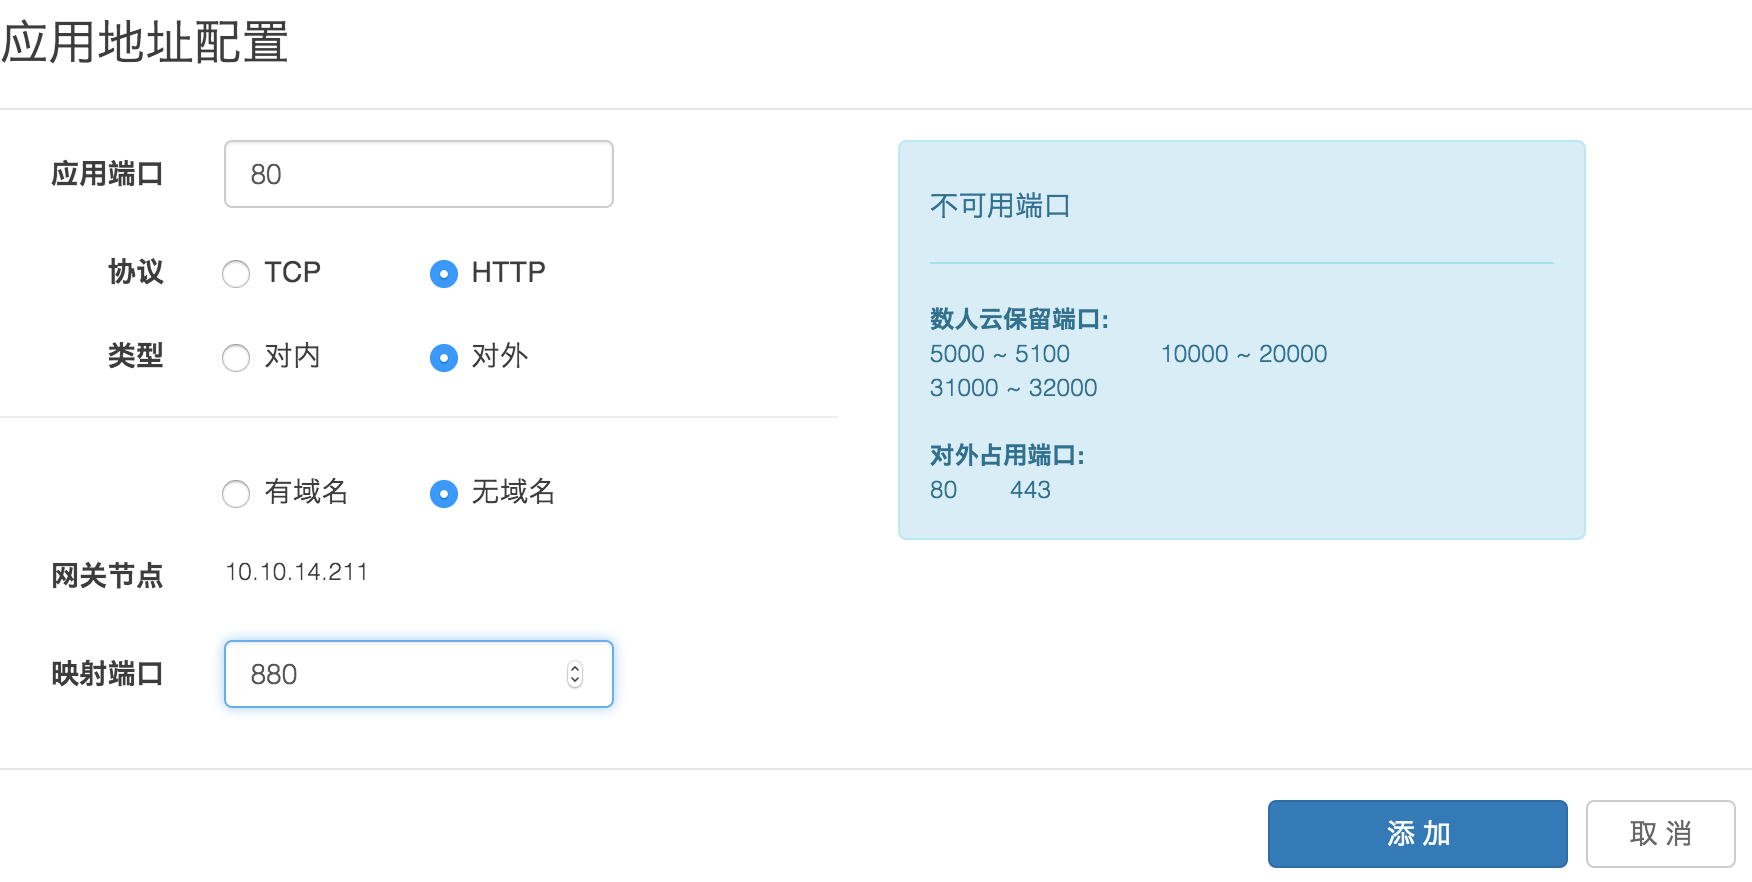 应用地址配置
应用端口 80
协议 TCP HTTP
类型 对内 对外
有域名 无域名
网关节点 10.10.14.211
映射端口 880
不可用端口
数人云保留端口:
5000 ~ 5100 10000 ~ 20000
31000 ~ 32000
对外占用端口:
80 443
添 加 取 消